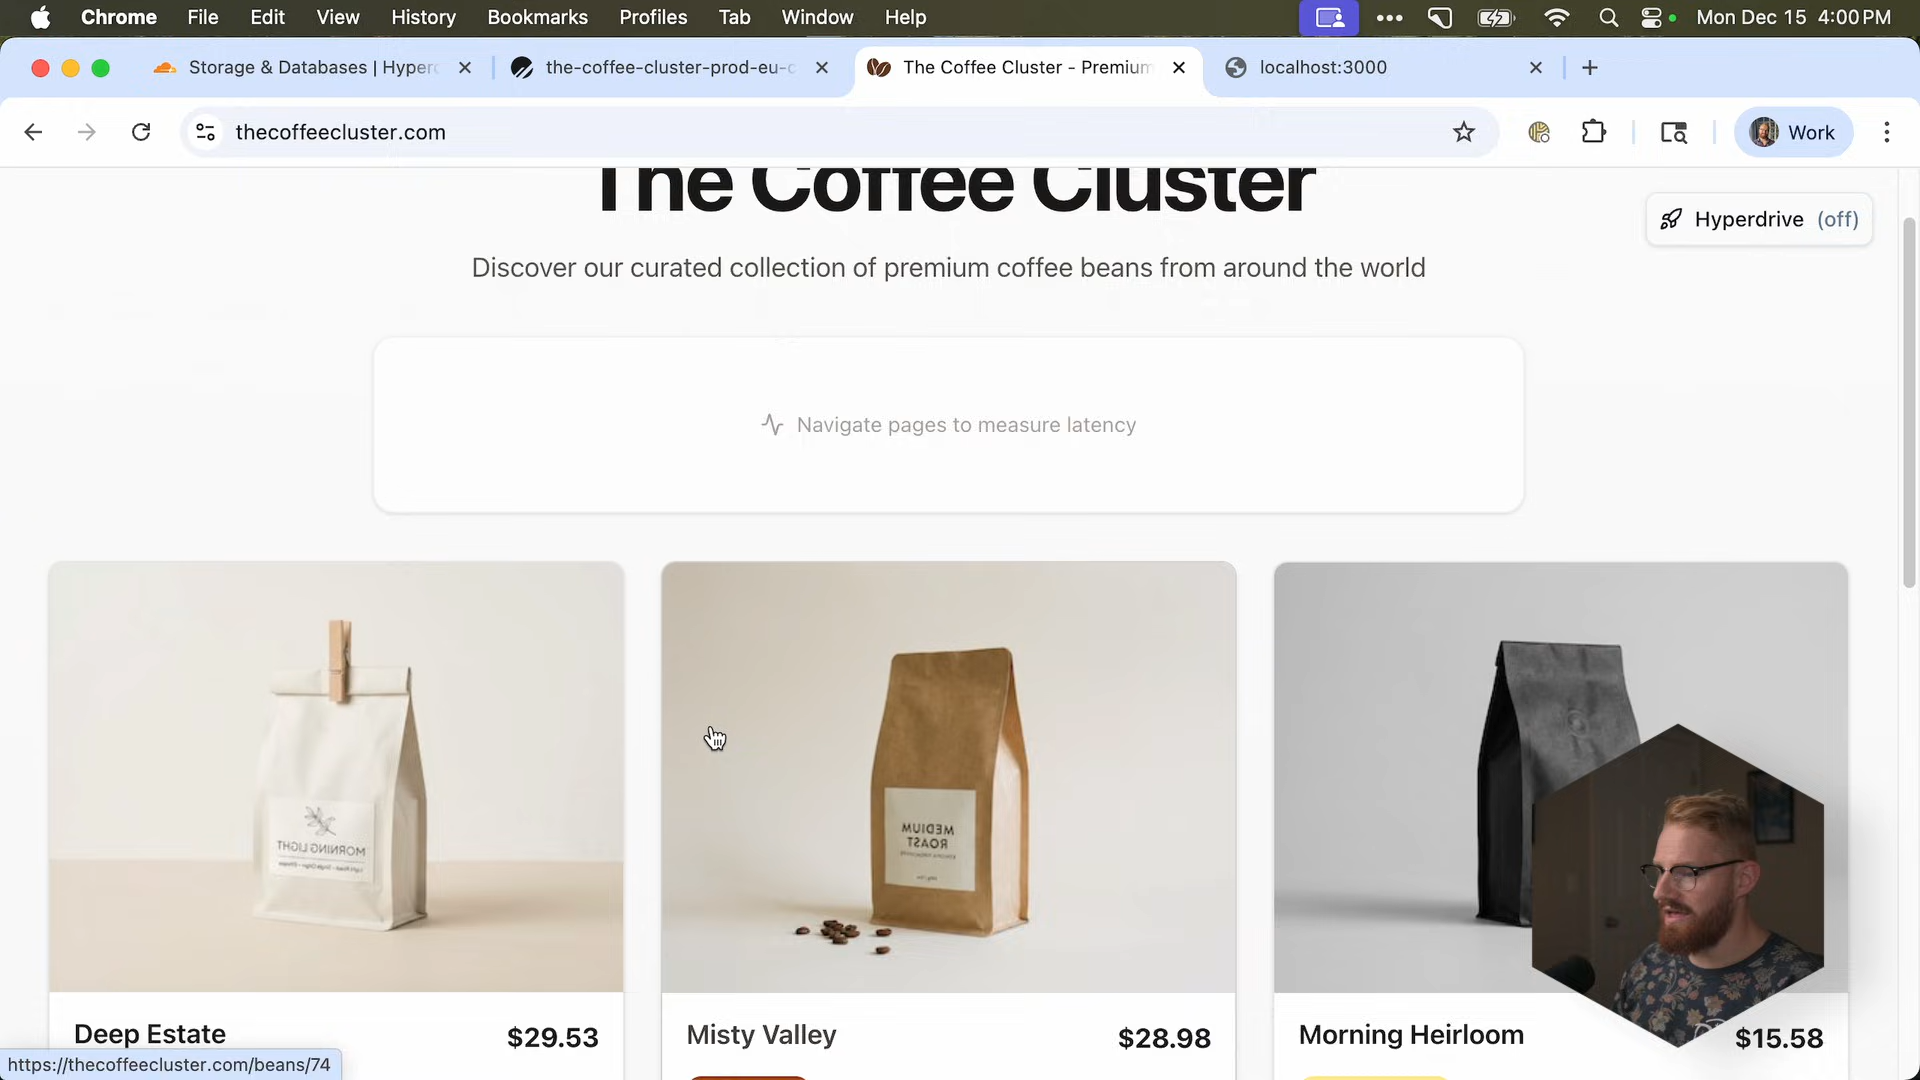 Chrome File Edit View History Bookmarks Profiles Tab Window Help Mon Dec 15 4:00 PM
Storage & Databases | Hyperd
the-coffee-cluster-prod-eu-c
The Coffee Cluster - Premium
localhost:3000
thecoffeecluster.com
Work
The Coffee Cluster
Hyperdrive (off)
Discover our curated collection of premium coffee beans from around the world
Navigate pages to measure latency
MORNING LIGHT
MEDIUM
ROAST
Deep Estate
$29.53
Misty Valley
$28.98
Morning Heirloom
$15.58
https://thecoffeecluster.com/beans/74